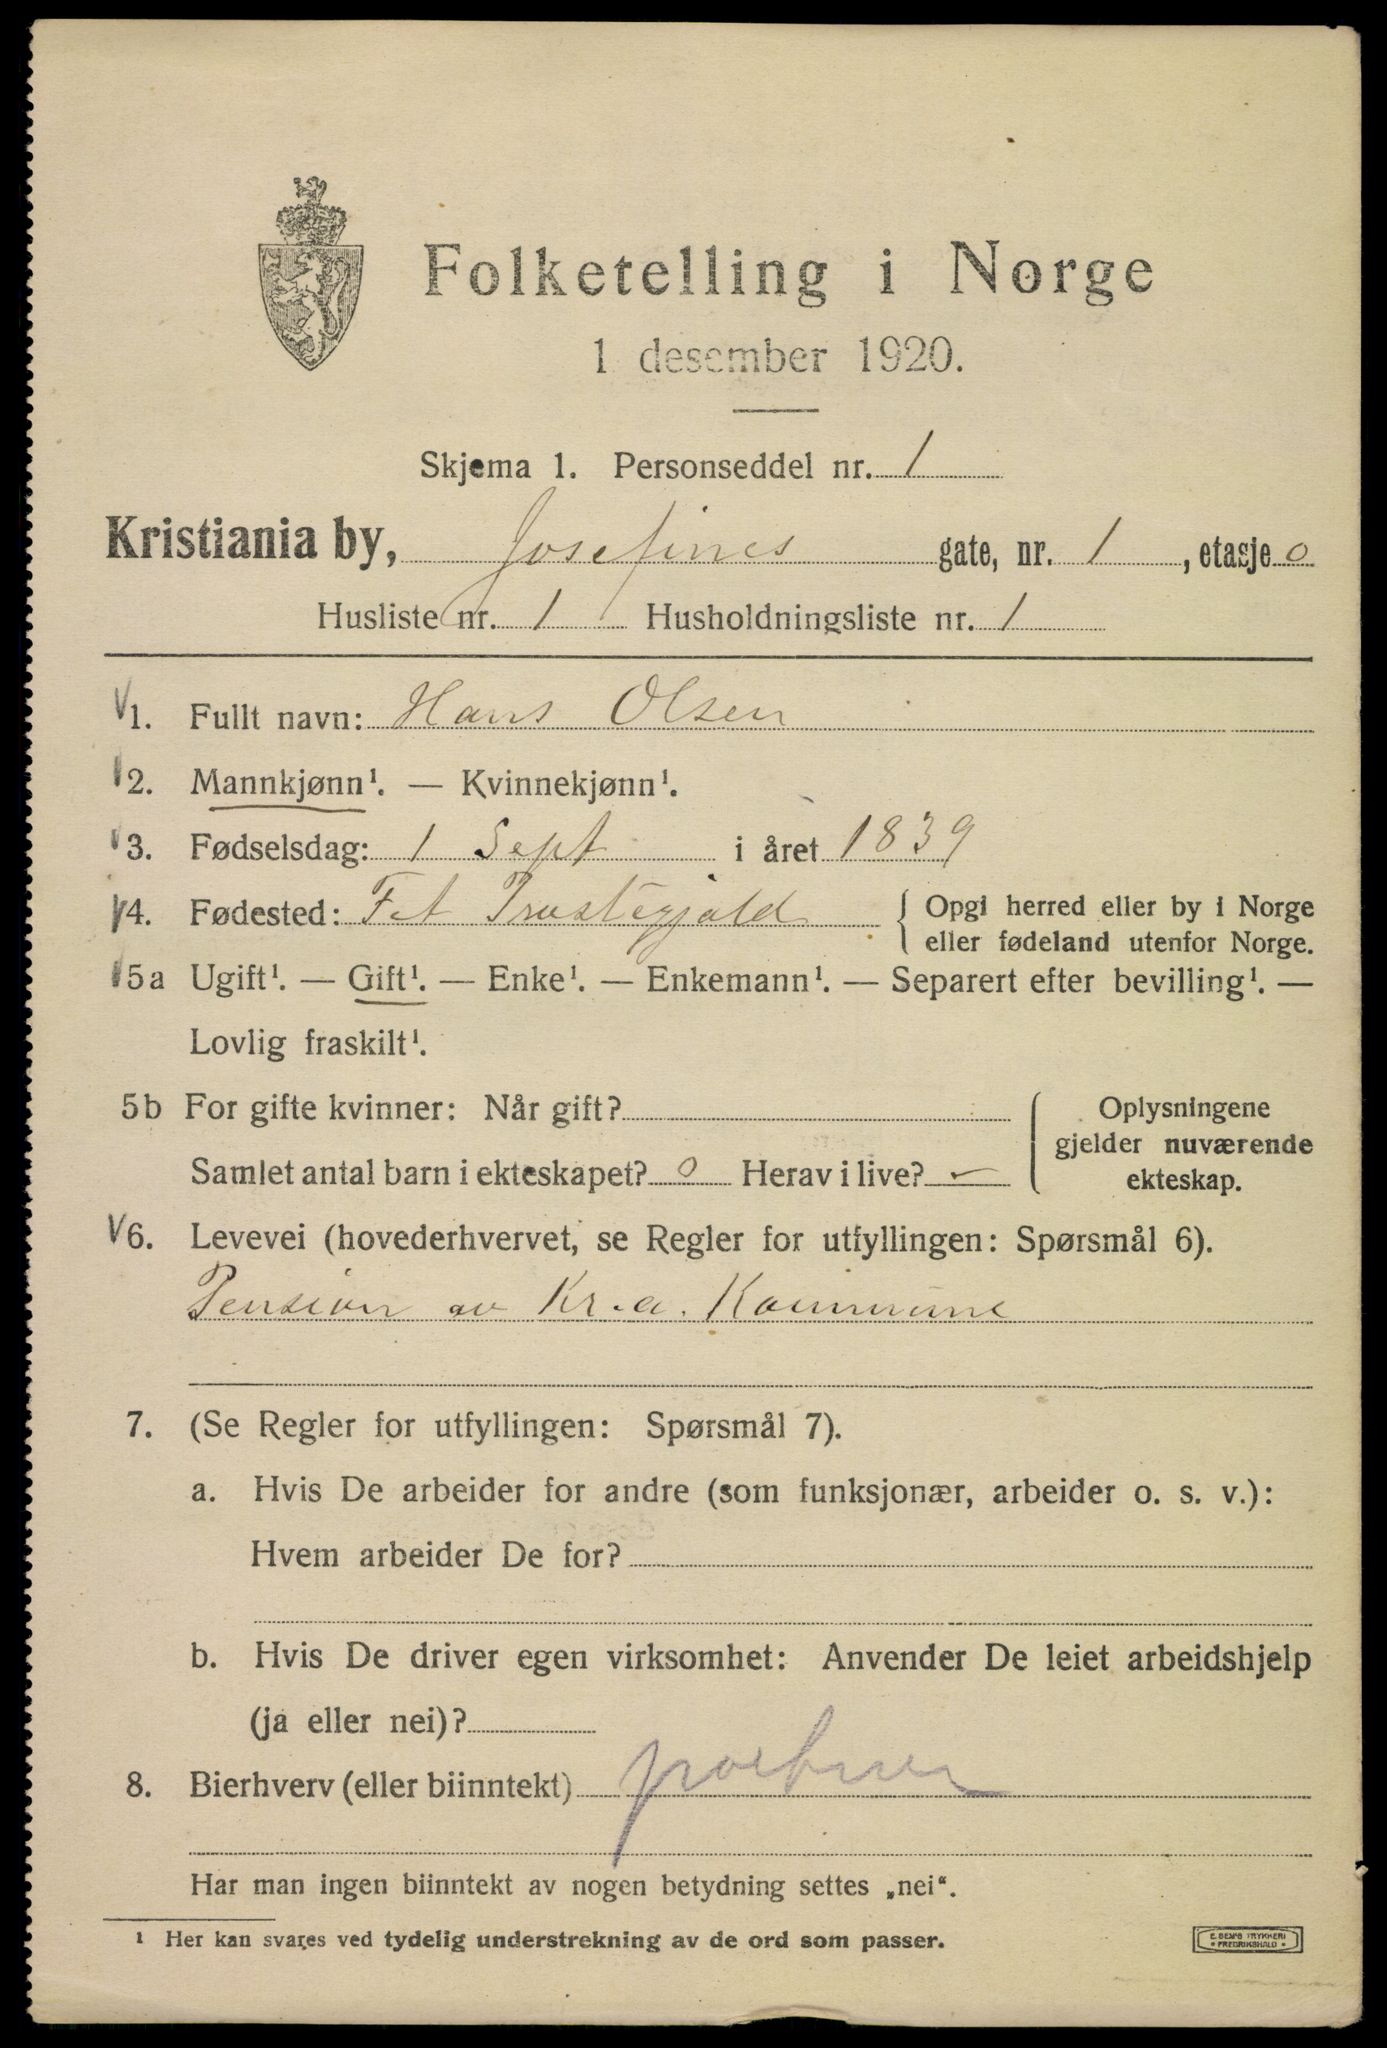 Folketelling i Norge
1 desember 1920.
Skjema 1. Personseddel nr. 1
Kristiania by, Josefines gate, nr. 1, etasje 0
Husliste nr. 1 Husholdningsliste nr. 1
1. Fullt navn: Hans Olsen
2. Mannkjønn¹. — Kvinnekjønn¹.
3. Fødselsdag: 1 Sept i året 1839
4. Fødested: Fet Prestegjald { Opgi herred eller by i Norge
eller fødeland utenfor Norge.
5a Ugift¹. — Gift¹. — Enke¹. — Enkemann¹. — Separert efter bevilling¹. —
Lovlig fraskilt¹.
5b For gifte kvinner: Når gift? { Oplysningene
gjelder nuværende
Samlet antal barn i ekteskapet? 0 Herav i live? –
ekteskap.
6. Levevei (hovederhvervet, se Regler for utfyllingen: Spørsmål 6).
Pension av Kr.a. Kommune
7. (Se Regler for utfyllingen: Spørsmål 7).
a. Hvis De arbeider for andre (som funksjonær, arbeider o. s. v.):
Hvem arbeider De for?
b. Hvis De driver egen virksomhet: Anvender De leiet arbeidshjelp
(ja eller nei)?
8. Bierhverv (eller biinntekt)
Har man ingen biinntekt av nogen betydning settes „nei“.
¹ Her kan svares ved tydelig understrekning av de ord som passer.
E. SEM'S TRYKKERI
• FREDRIKSHALD •